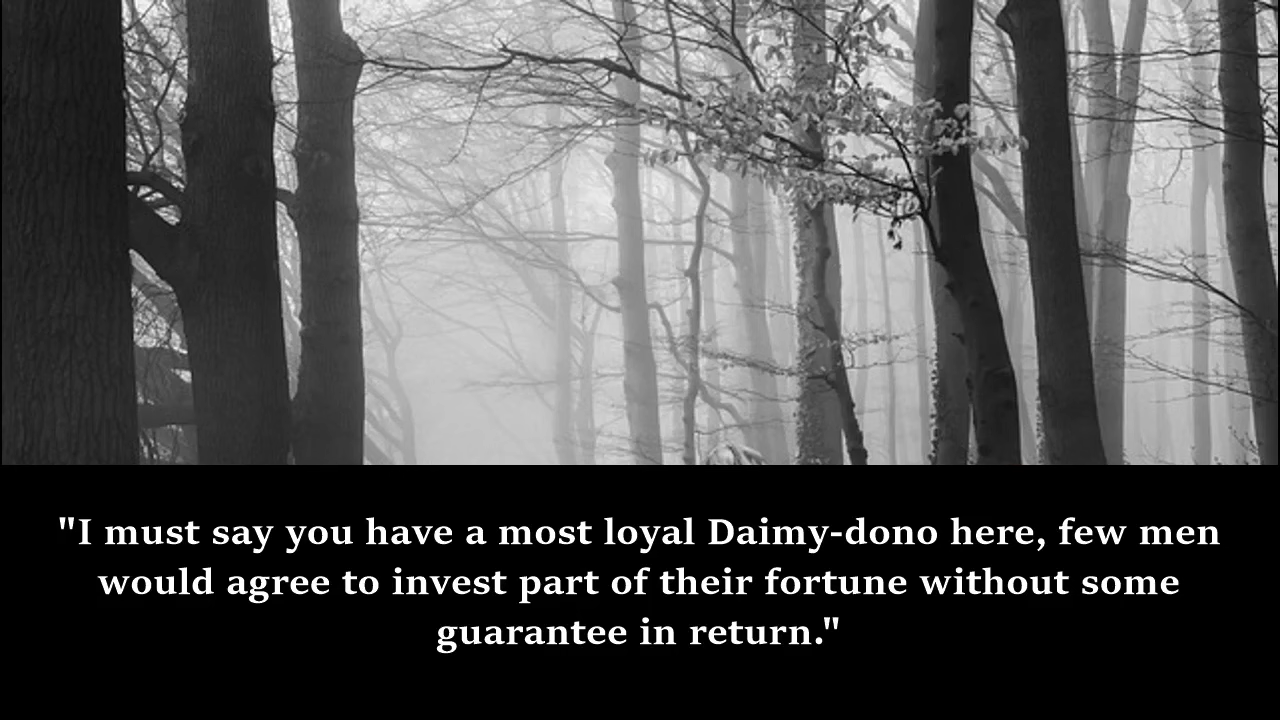 "I must say you have a most loyal Daimy-dono here, few men
would agree to invest part of their fortune without some
guarantee in return."